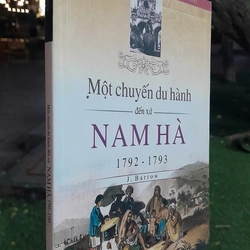 Một chuyến du hành
đến xứ
NAM HÀ
1792 - 1793
J. Barrow